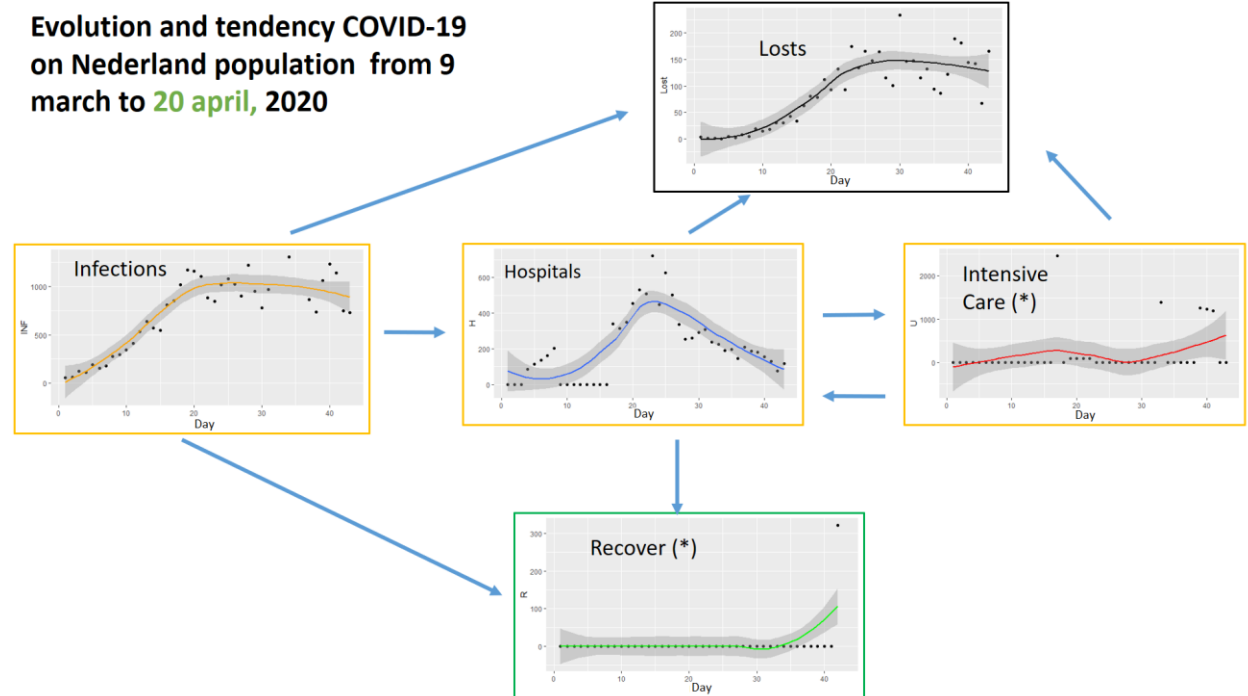 Evolution and tendency COVID-19
on Nederland population from 9
march to 20 april, 2020
Losts
Lost
200
150
100
50
0
0 10 20 30 40
Day
Infections
INF
1000
500
0
0 10 20 30 40
Day
Hospitals
H
600
400
200
0
0 10 20 30 40
Day
Intensive
Care (*)
U
2000
1000
0
0 10 20 30 40
Day
Recover (*)
R
300
200
100
0
0 10 20 30 40
Day